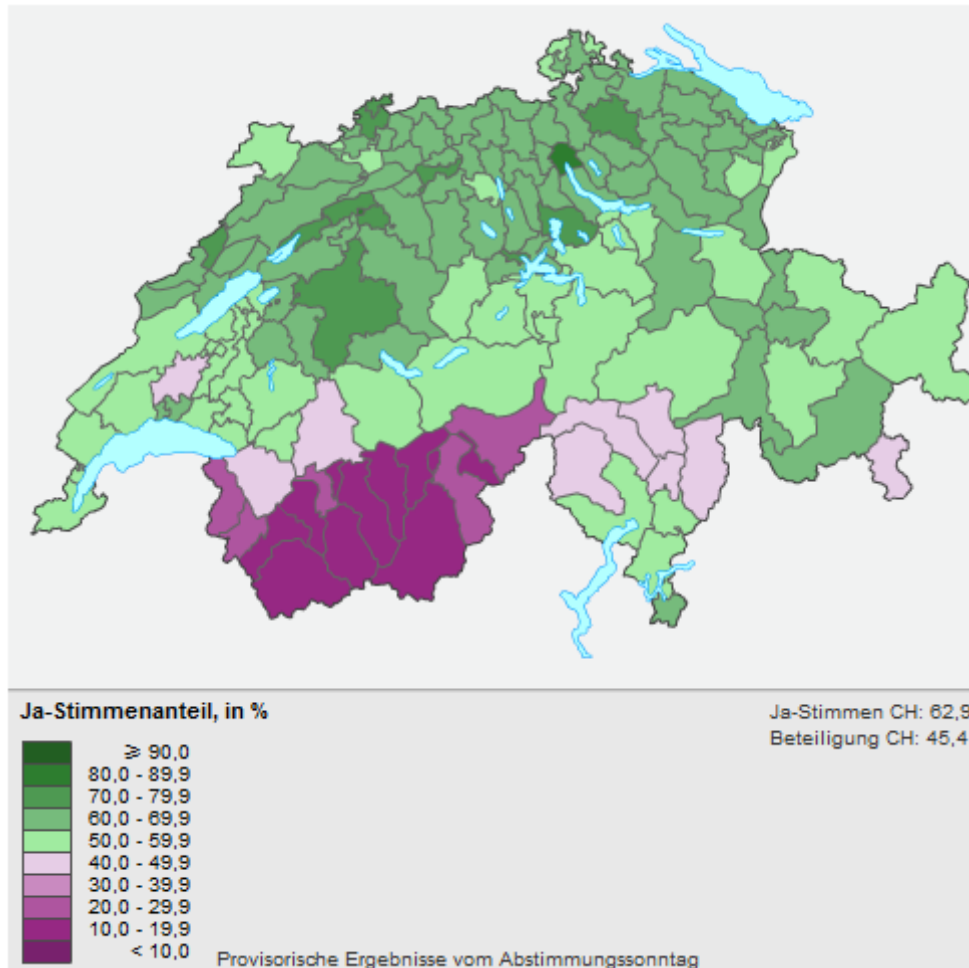 Ja-Stimmenanteil, in %
Ja-Stimmen CH: 62,9
Beteiligung CH: 45,4
≥ 90,0
80,0 - 89,9
70,0 - 79,9
60,0 - 69,9
50,0 - 59,9
40,0 - 49,9
30,0 - 39,9
20,0 - 29,9
10,0 - 19,9
< 10,0
Provisorische Ergebnisse vom Abstimmungssonntag